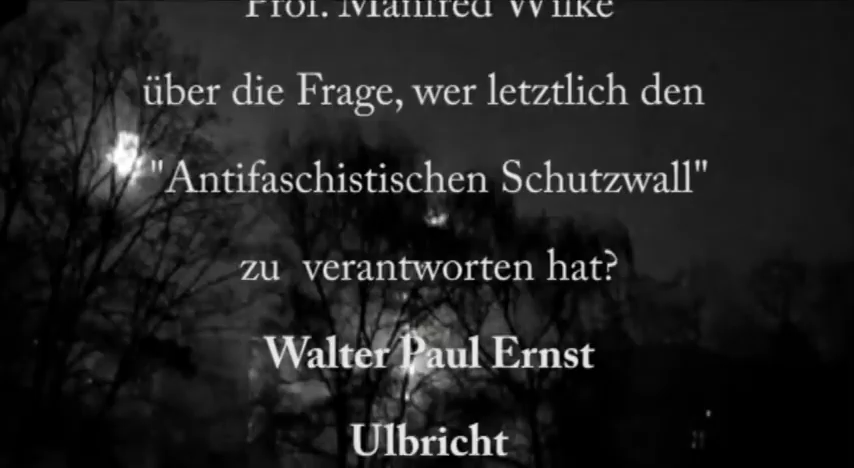 Prof. Manfred Wilke
über die Frage, wer letztlich den
"Antifaschistischen Schutzwall"
zu verantworten hat?
Walter Paul Ernst
Ulbricht